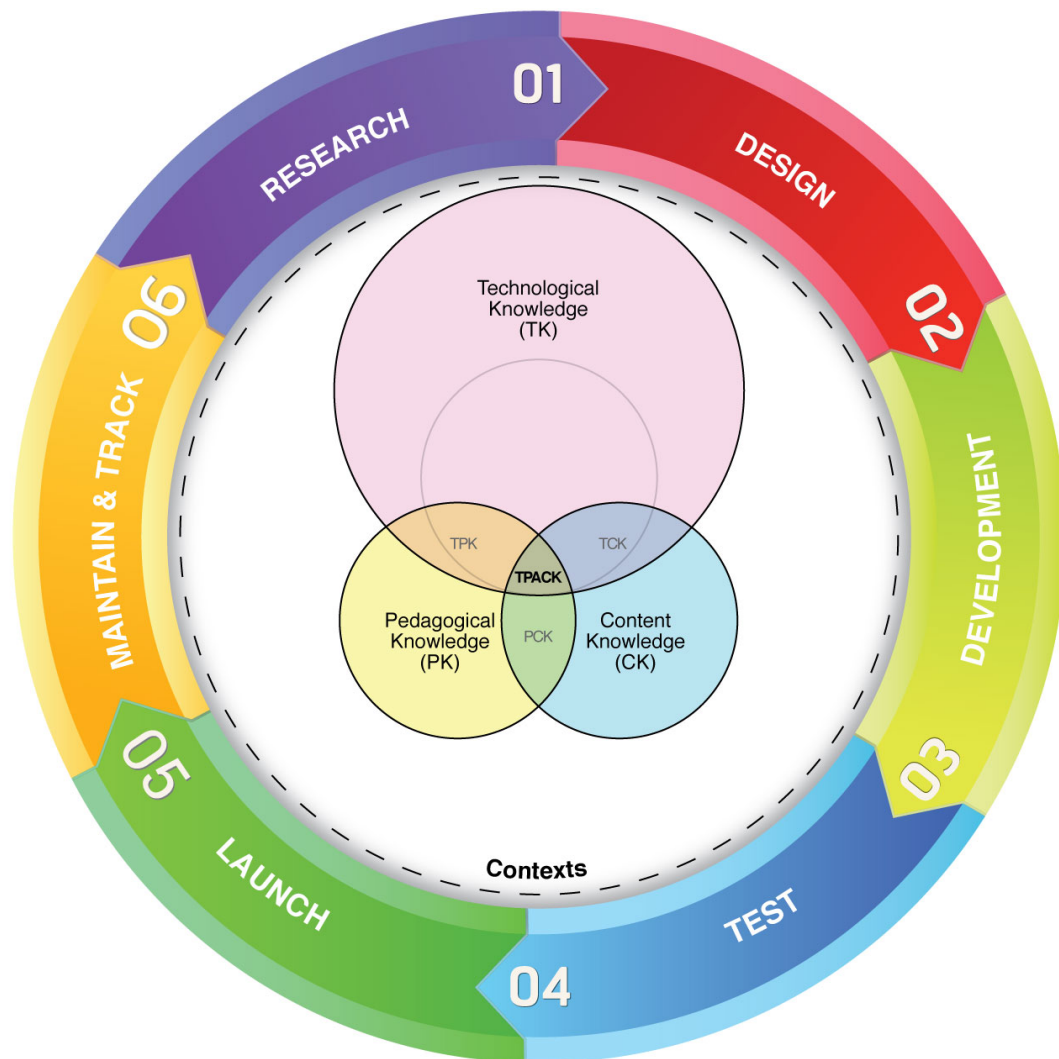 01
RESEARCH
DESIGN
02
DEVELOPMENT
03
TEST
04
LAUNCH
05
MAINTAIN & TRACK
06
Technological
Knowledge
(TK)
TPK
TCK
TPACK
Pedagogical
Knowledge
(PK)
PCK
Content
Knowledge
(CK)
Contexts